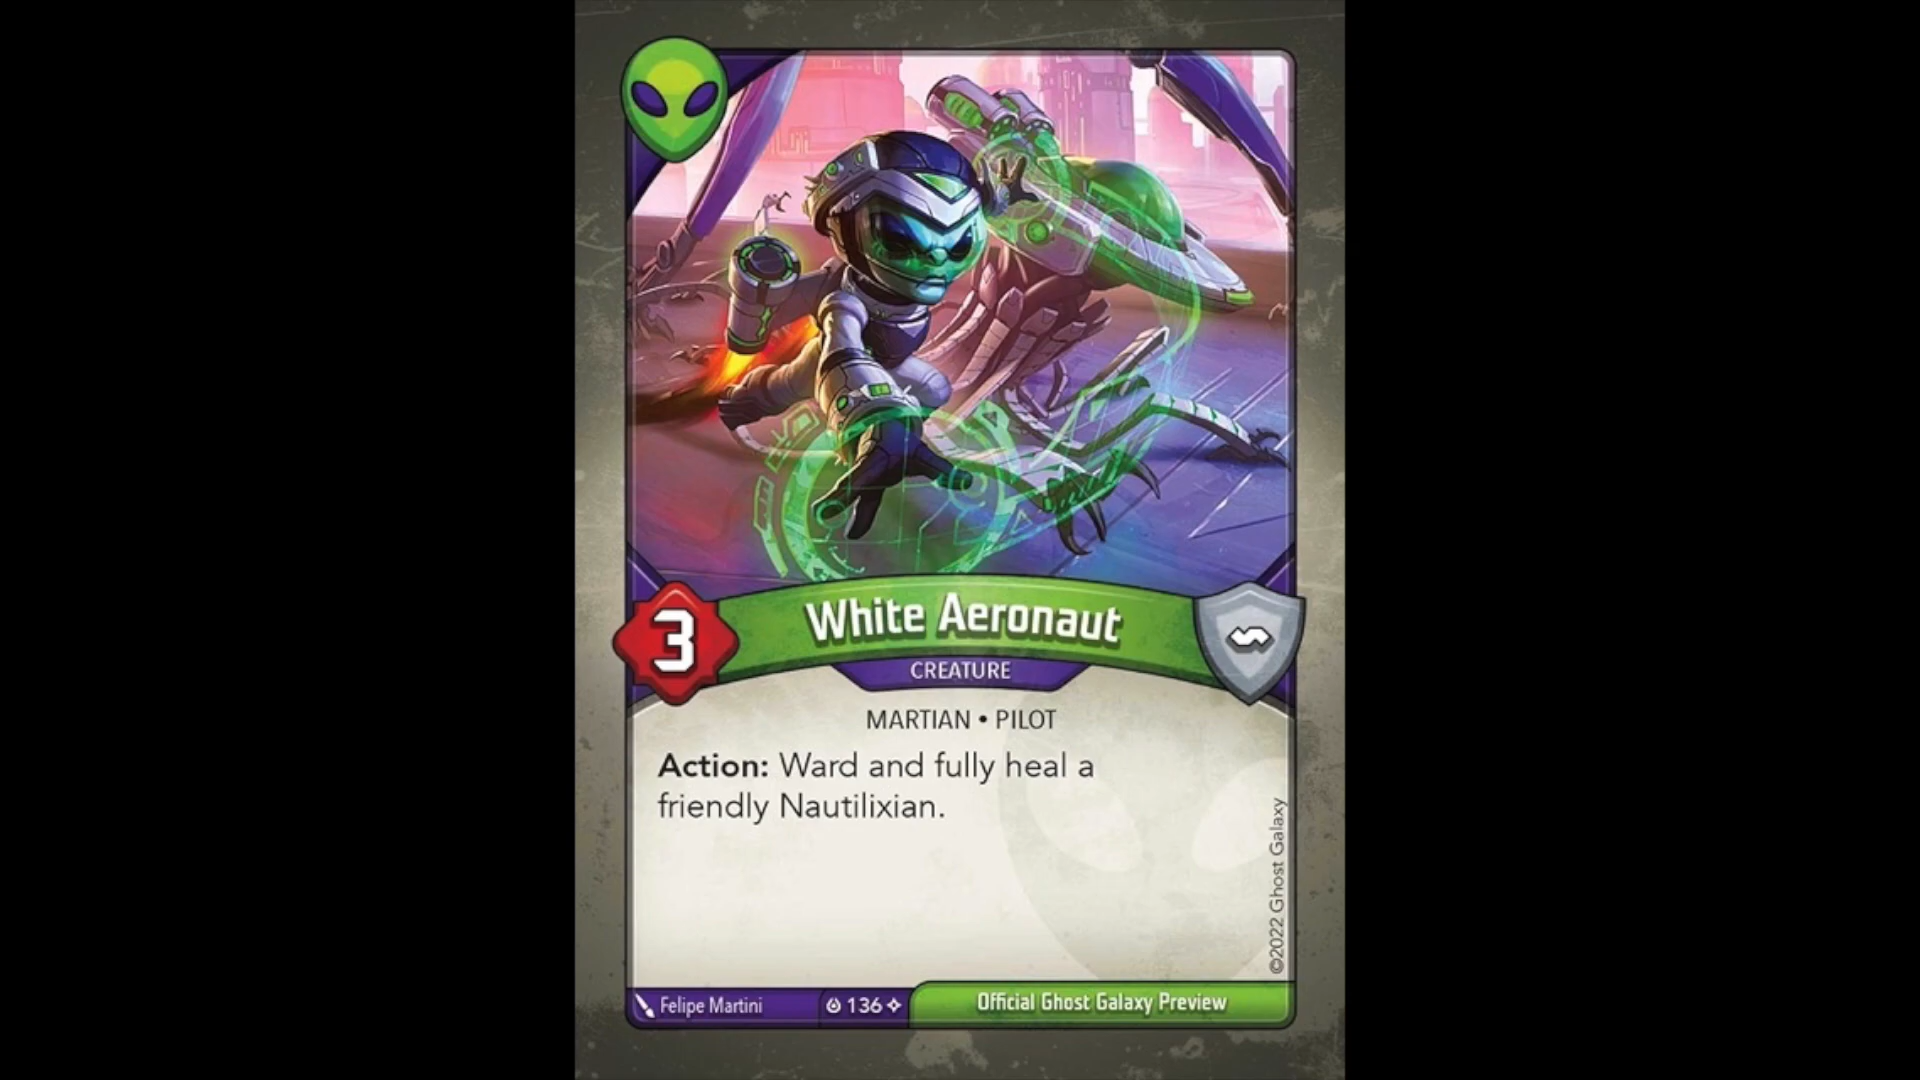 White Aeronaut
3
CREATURE
MARTIAN • PILOT
Action: Ward and fully heal a
friendly Nautilixian.
©2022 Ghost Galaxy
Felipe Martini
136
Official Ghost Galaxy Preview